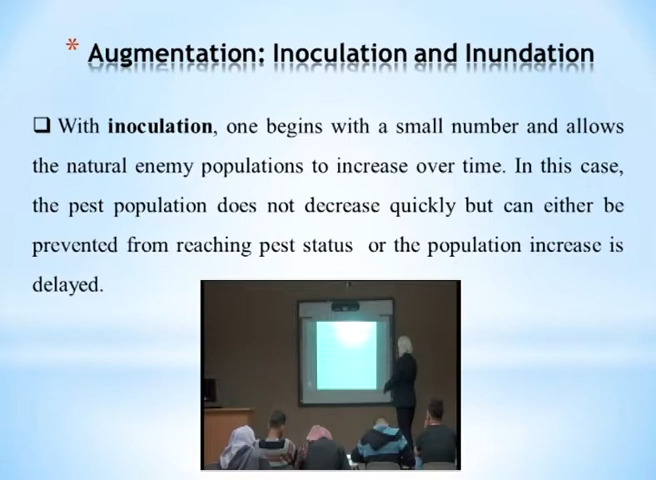 * Augmentation: Inoculation and Inundation
❑ With inoculation, one begins with a small number and allows
the natural enemy populations to increase over time. In this case,
the pest population does not decrease quickly but can either be
prevented from reaching pest status or the population increase is
delayed.